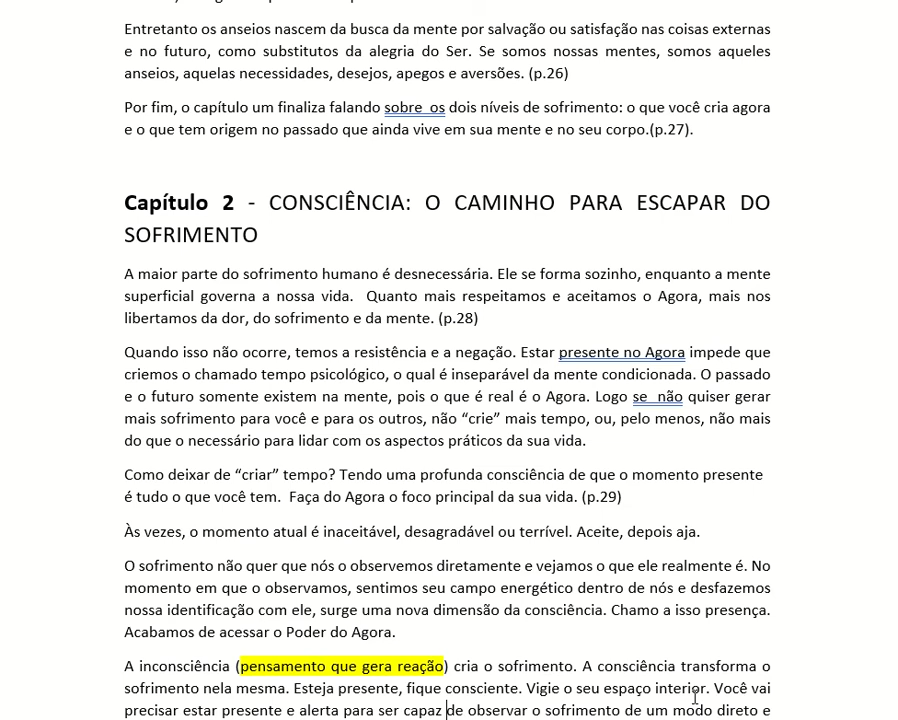 Entretanto os anseios nascem da busca da mente por salvação ou satisfação nas coisas externas
e no futuro, como substitutos da alegria do Ser. Se somos nossas mentes, somos aqueles
anseios, aquelas necessidades, desejos, apegos e aversões. (p.26)
Por fim, o capítulo um finaliza falando sobre  os dois níveis de sofrimento: o que você cria agora
e o que tem origem no passado que ainda vive em sua mente e no seu corpo.(p.27).
Capítulo 2 - CONSCIÊNCIA: O CAMINHO PARA ESCAPAR DO
SOFRIMENTO
A maior parte do sofrimento humano é desnecessária. Ele se forma sozinho, enquanto a mente
superficial governa a nossa vida.  Quanto mais respeitamos e aceitamos o Agora, mais nos
libertamos da dor, do sofrimento e da mente. (p.28)
Quando isso não ocorre, temos a resistência e a negação. Estar presente no Agora impede que
criemos o chamado tempo psicológico, o qual é inseparável da mente condicionada. O passado
e o futuro somente existem na mente, pois o que é real é o Agora. Logo se  não quiser gerar
mais sofrimento para você e para os outros, não “crie” mais tempo, ou, pelo menos, não mais
do que o necessário para lidar com os aspectos práticos da sua vida.
Como deixar de “criar” tempo? Tendo uma profunda consciência de que o momento presente
é tudo o que você tem.  Faça do Agora o foco principal da sua vida. (p.29)
Às vezes, o momento atual é inaceitável, desagradável ou terrível. Aceite, depois aja.
O sofrimento não quer que nós o observemos diretamente e vejamos o que ele realmente é. No
momento em que o observamos, sentimos seu campo energético dentro de nós e desfazemos
nossa identificação com ele, surge uma nova dimensão da consciência. Chamo a isso presença.
Acabamos de acessar o Poder do Agora.
A inconsciência (pensamento que gera reação) cria o sofrimento. A consciência transforma o
sofrimento nela mesma. Esteja presente, fique consciente. Vigie o seu espaço interior. Você vai
precisar estar presente e alerta para ser capaz de observar o sofrimento de um modo direto e